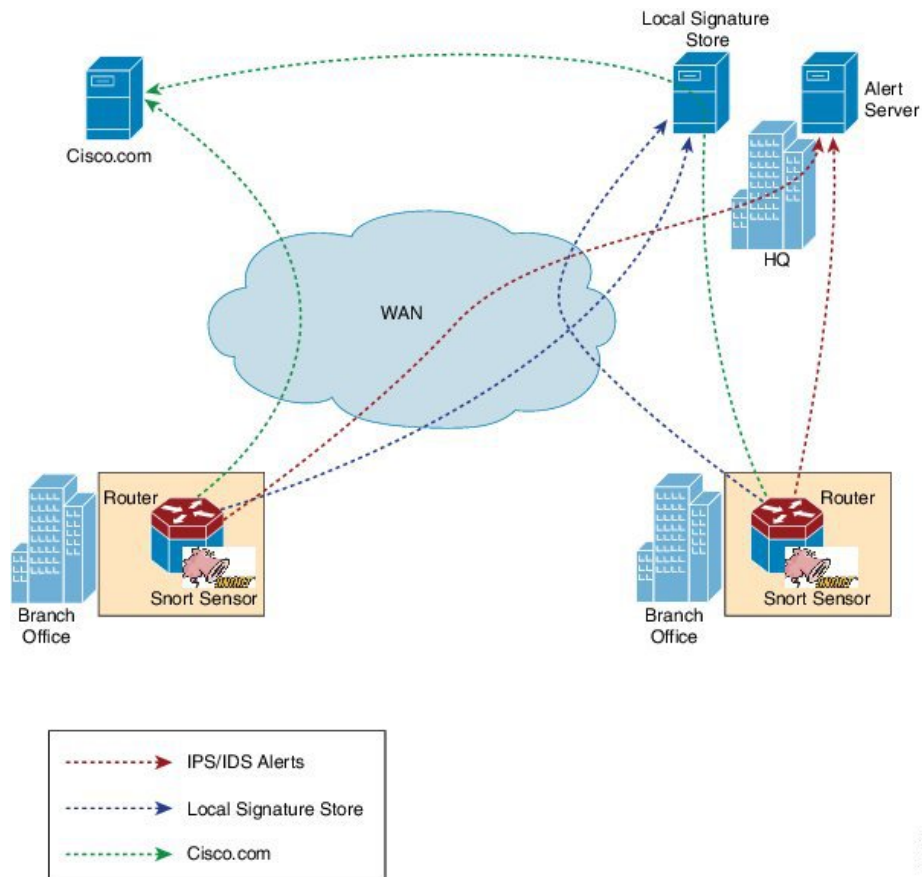 Local Signature
Store
Alert
Server
Cisco.com
HQ
WAN
Router
Snort Sensor
Branch
Office
Router
Snort Sensor
Branch
Office
IPS/IDS Alerts
Local Signature Store
Cisco.com